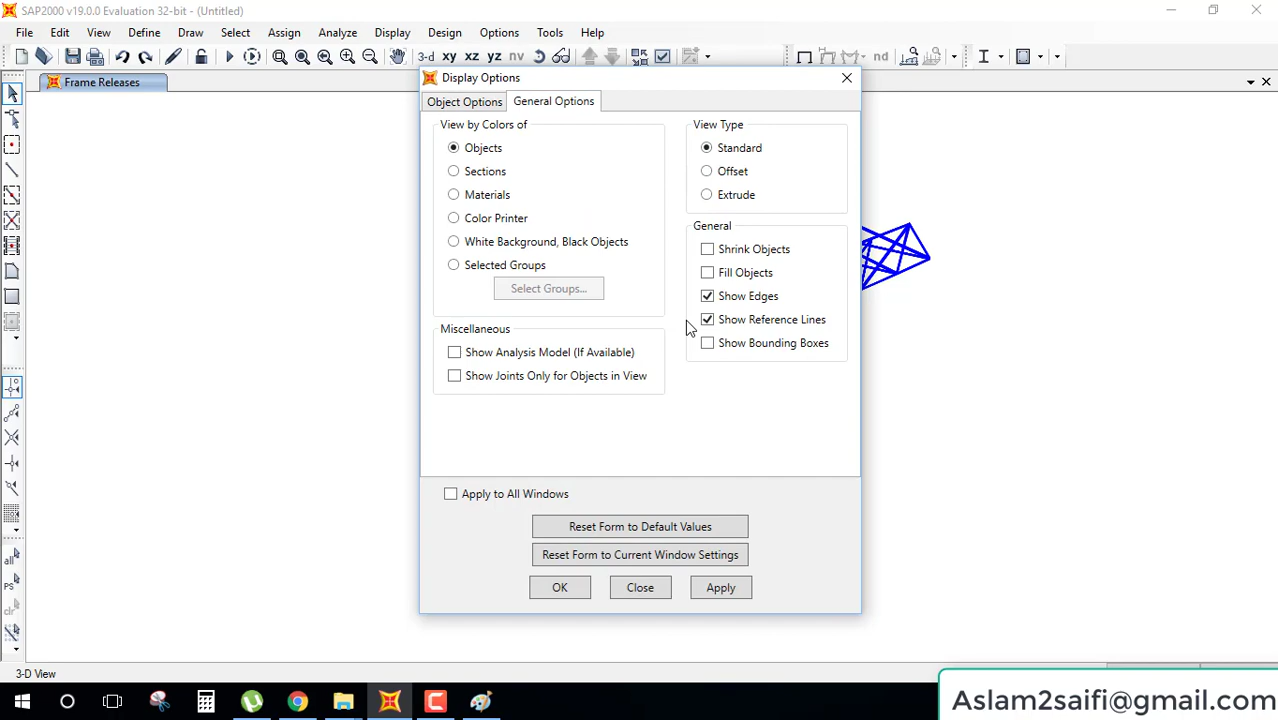 SAP2000 v19.0.0 Evaluation 32-bit - (Untitled)
File Edit View Define Draw Select Assign Analyze Display Design Options Tools Help
3-d xy xz yz nv
nd
Frame Releases
Display Options
Object Options General Options
View by Colors of
Objects
Sections
Materials
Color Printer
White Background, Black Objects
Selected Groups
Select Groups...
Miscellaneous
Show Analysis Model (If Available)
Show Joints Only for Objects in View
View Type
Standard
Offset
Extrude
General
Shrink Objects
Fill Objects
Show Edges
Show Reference Lines
Show Bounding Boxes
Apply to All Windows
Reset Form to Default Values
Reset Form to Current Window Settings
OK Close Apply
all
PS
clr
3-D View
Aslam2saifi@gmail.com